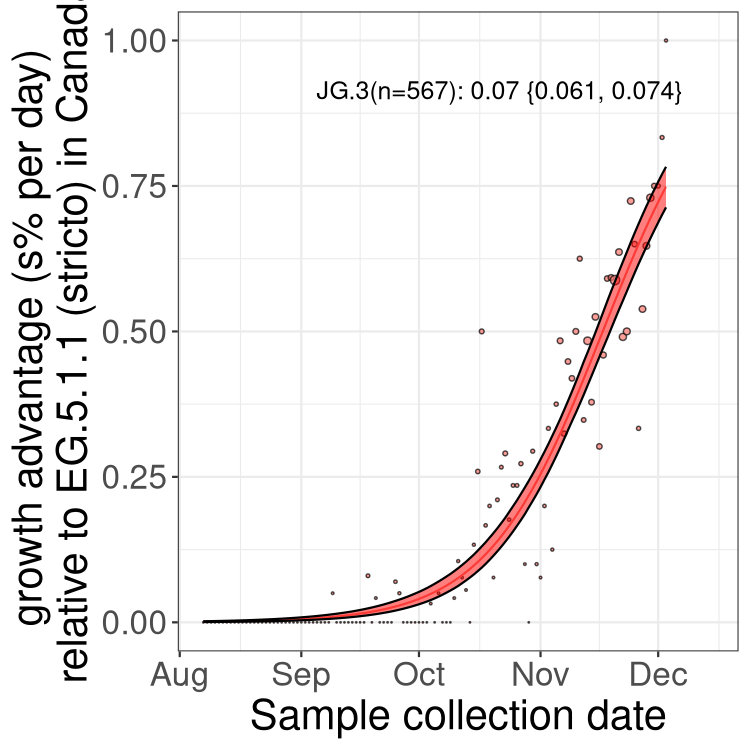 growth advantage (s% per day)
relative to EG.5.1.1 (stricto) in Canada
1.00
0.75
0.50
0.25
0.00
JG.3(n=567): 0.07 {0.061, 0.074}
Aug Sep Oct Nov Dec
Sample collection date